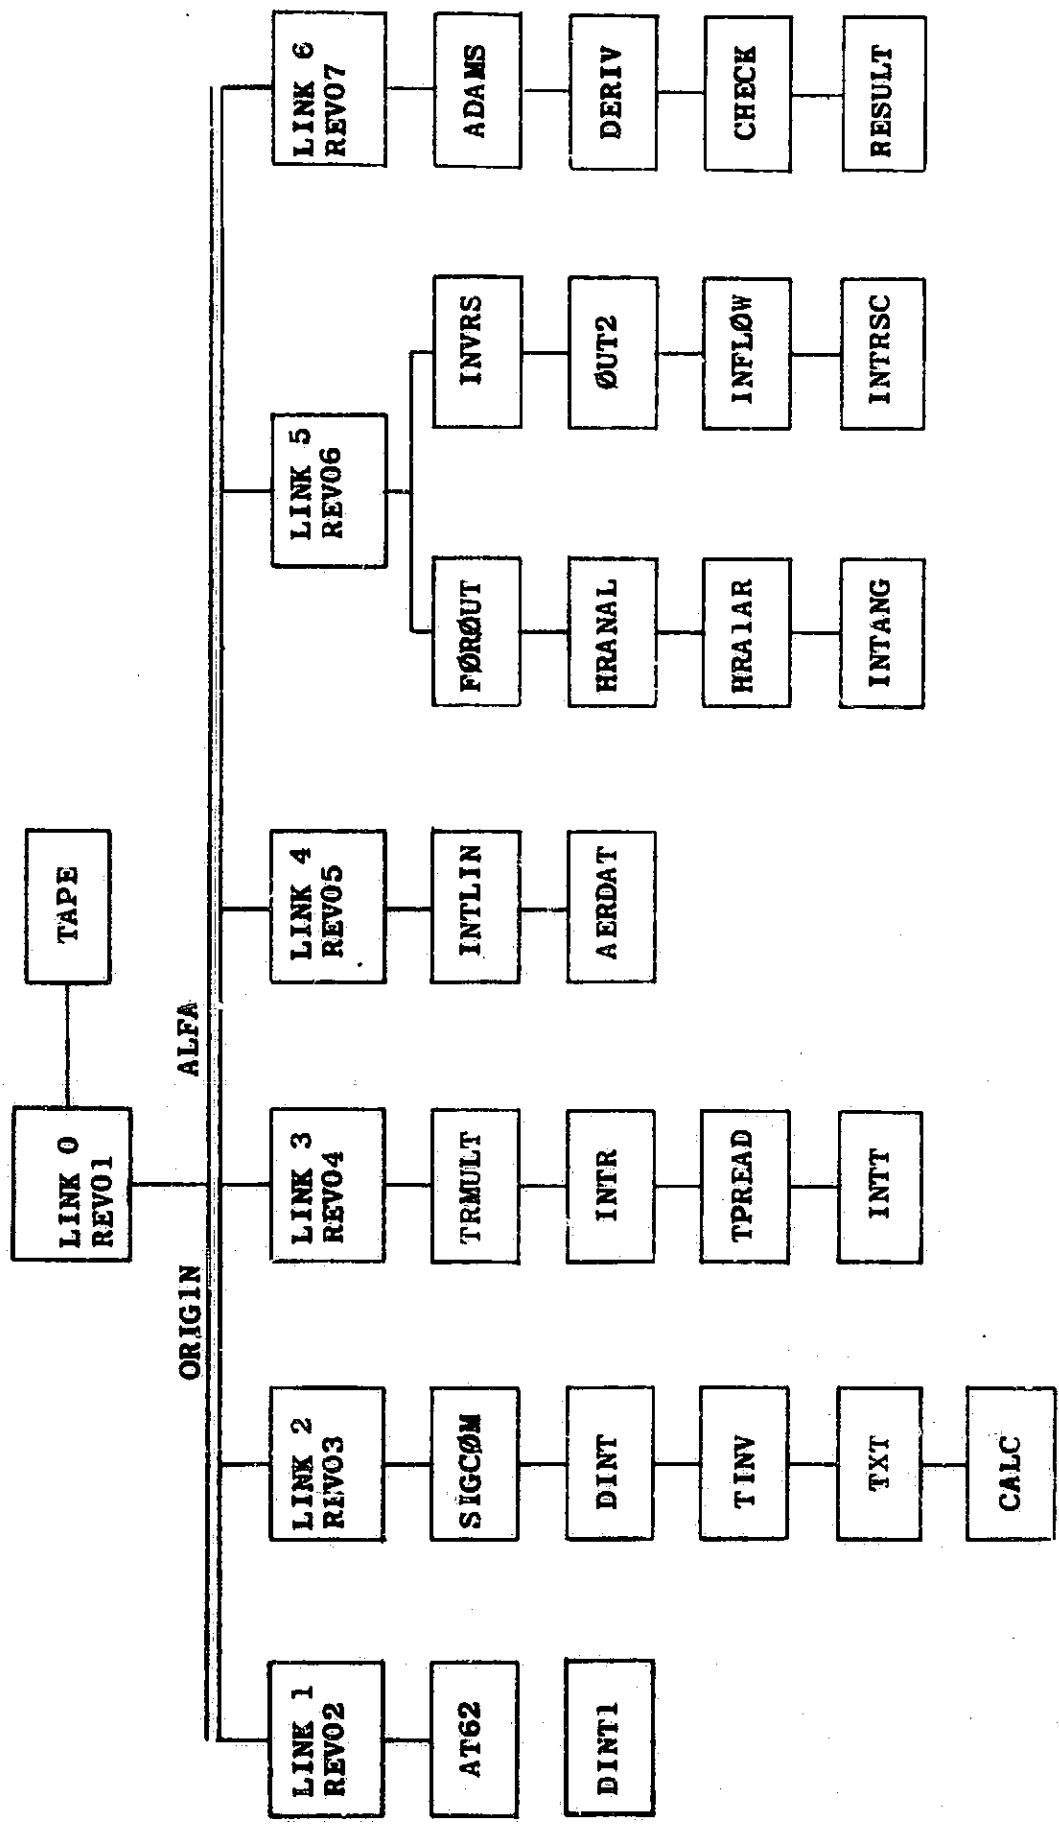 LINK 0
REV01
TAPE
ORIGIN
ALFA
LINK 1
REV02
AT62
DINT1
LINK 2
REV03
SIGCØM
DINT
TINV
TXT
CALC
LINK 3
REV04
TRMULT
INTR
TPREAD
INTT
LINK 4
REV05
INTLIN
AERDAT
LINK 5
REV06
FØRØUT
HRANAL
HRA1AR
INTANG
INVRS
ØUT2
INFLØW
INTRSC
LINK 6
REV07
ADAMS
DERIV
CHECK
RESULT